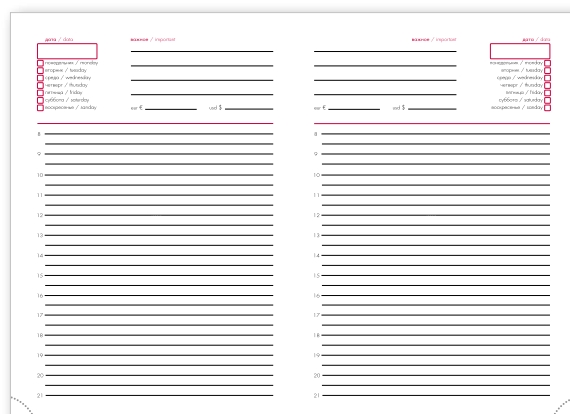 дата / data
важное / important
понедельник / monday
вторник / tuesday
среда / wednesday
четверг / thursday
пятница / friday
суббота / saturday
воскресенье / sunday
eur € usd $
8
9
10
11
12
13
14
15
16
17
18
19
20
21
важное / important
дата / data
понедельник / monday
вторник / tuesday
среда / wednesday
четверг / thursday
пятница / friday
суббота / saturday
воскресенье / sunday
eur € usd $
8
9
10
11
12
13
14
15
16
17
18
19
20
21